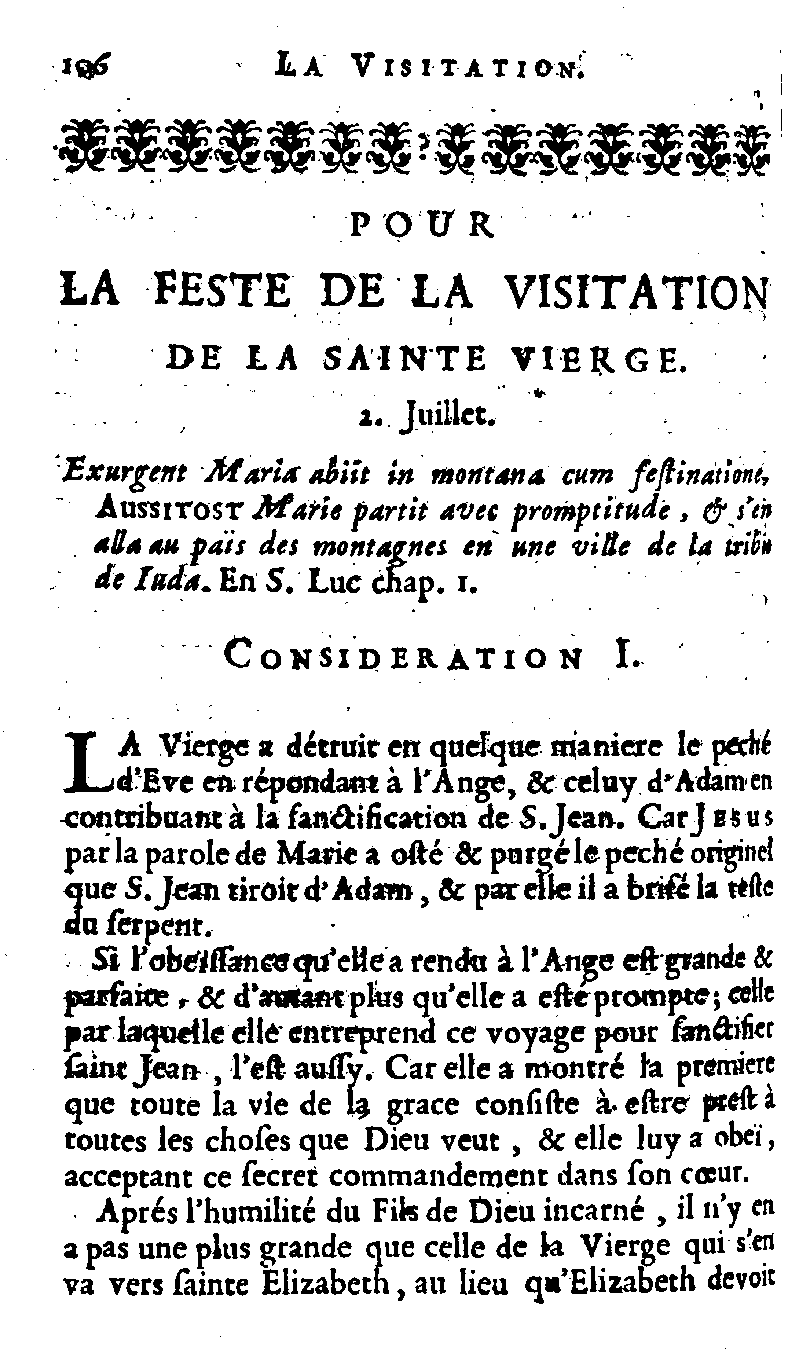 196 LA VISITATION.
POUR
LA FESTE DE LA VISITATION
DE LA SAINTE VIERGE.
2. Juillet.
Exurgent Maria abiit in montana cum feſtinatione,
AUSSITOST Marie partit avec promptitude, & s'en
alla au païs des montagnes en une ville de la tribu
de Iuda. En S. Luc chap. 1.
CONSIDERATION I.
LA Vierge a détruit en quelque maniere le peché
d'Eve en répondant à l'Ange, & celuy d'Adam en
contribuant à la ſanctification de S. Jean. Car JESUS
par la parole de Marie a oſté & purgé le peché originel
que S. Jean tiroit d'Adam, & par elle il a briſé la teſte
du ſerpent.
Si l'obeïſſance qu'elle a rendu à l'Ange eſt grande &
parfaite, & d'autant plus qu'elle a eſté prompte; celle
par laquelle elle entreprend ce voyage pour ſanctifier
ſaint Jean, l'eſt auſſy. Car elle a montré la premiere
que toute la vie de la grace conſiſte à eſtre preſt à
toutes les choſes que Dieu veut, & elle luy a obeï,
acceptant ce ſecret commandement dans ſon cœur.
Aprés l'humilité du Fils de Dieu incarné, il n'y en
a pas une plus grande que celle de la Vierge qui s'en
va vers ſainte Elizabeth, au lieu qu'Elizabeth devoit